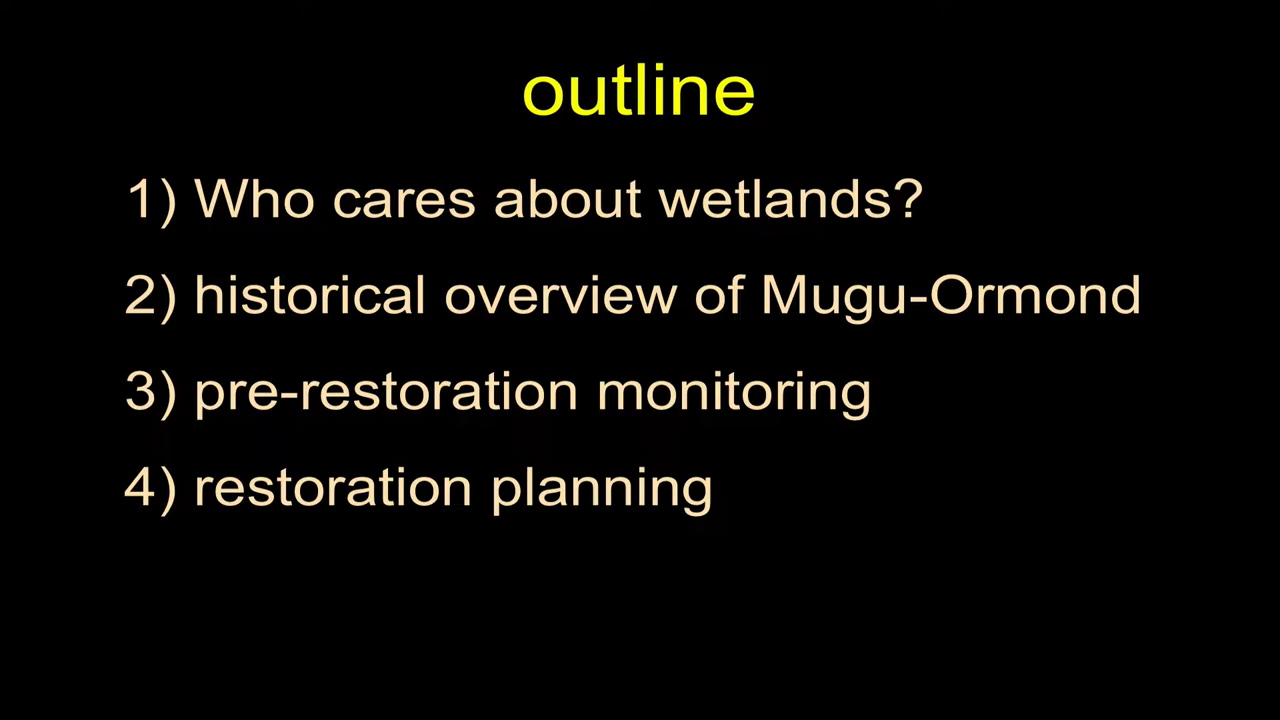 outline
1) Who cares about wetlands?
2) historical overview of Mugu-Ormond
3) pre-restoration monitoring
4) restoration planning